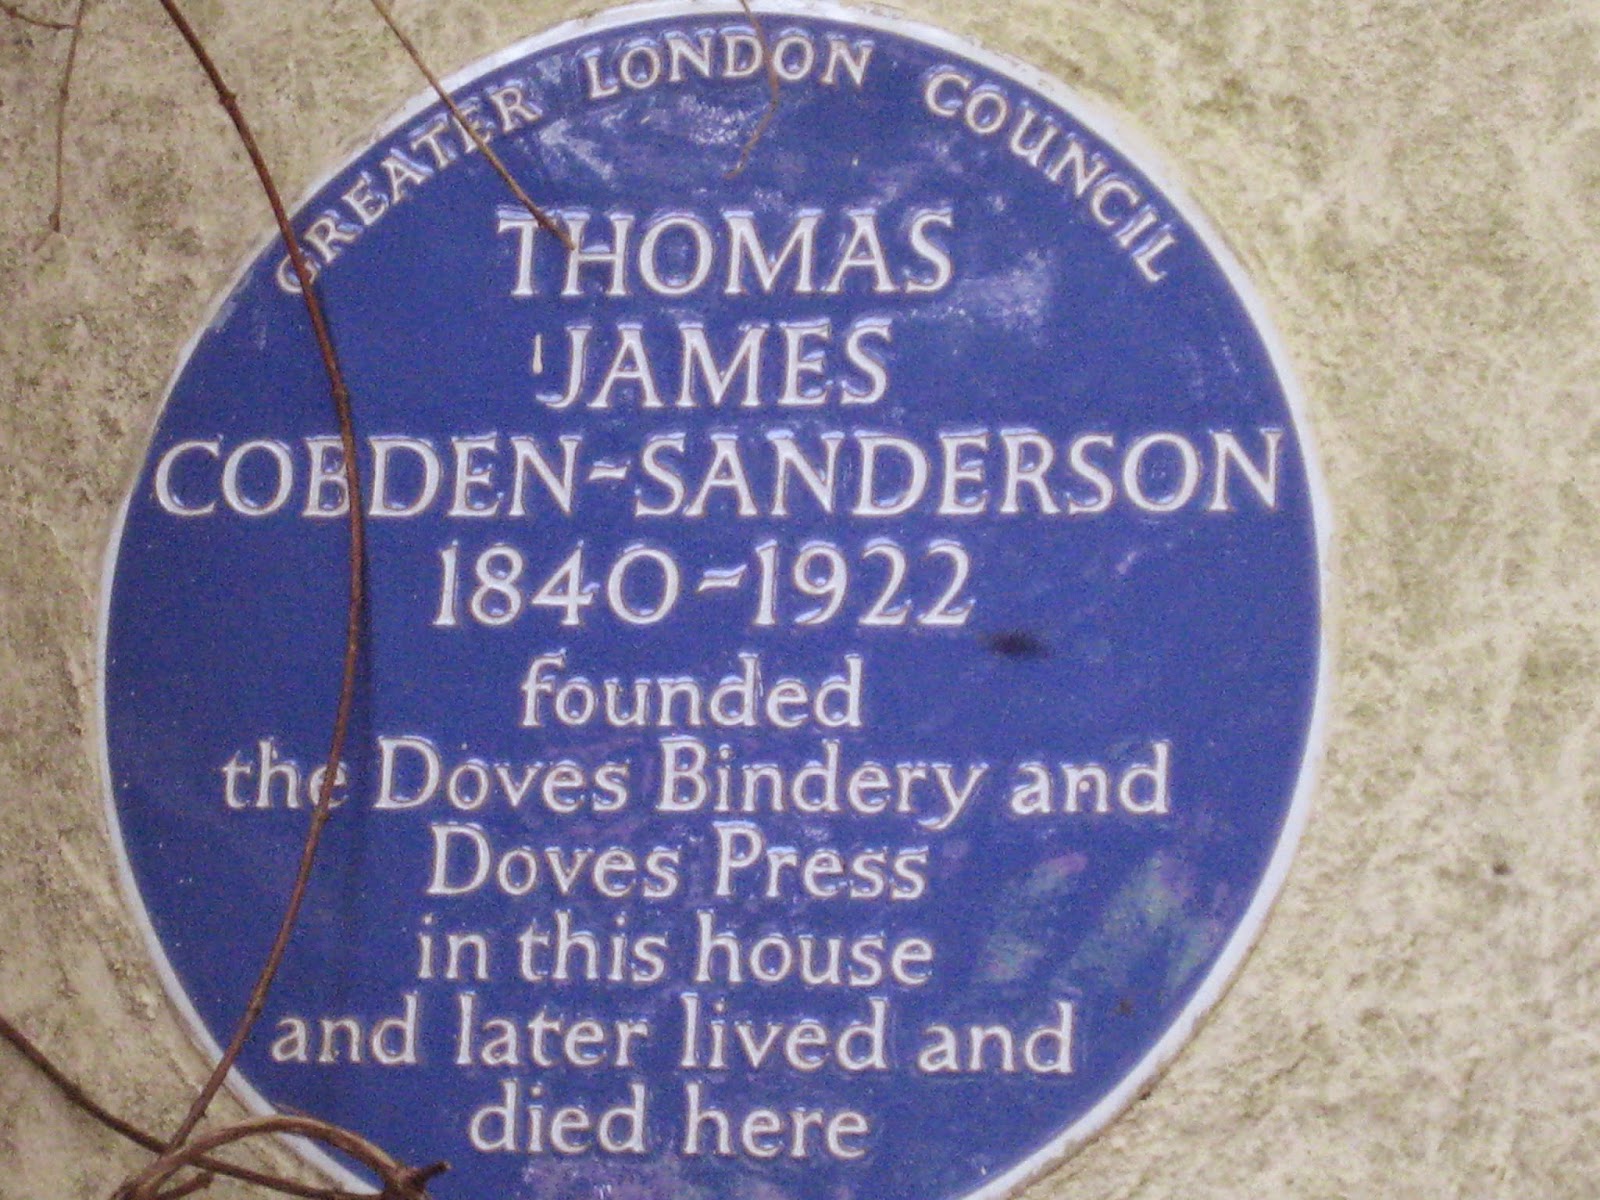 GREATER LONDON COUNCIL
THOMAS
JAMES
COBDEN-SANDERSON
1840-1922
founded
the Doves Bindery and
Doves Press
in this house
and later lived and
died here